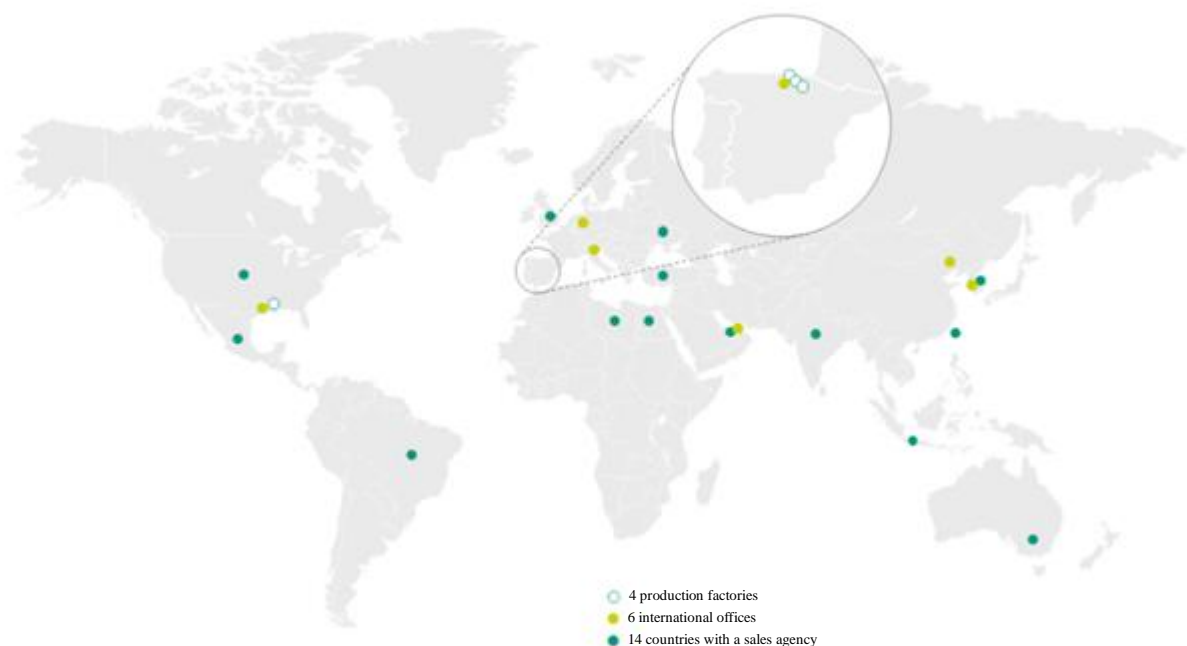 4 production factories
6 international offices
14 countries with a sales agency